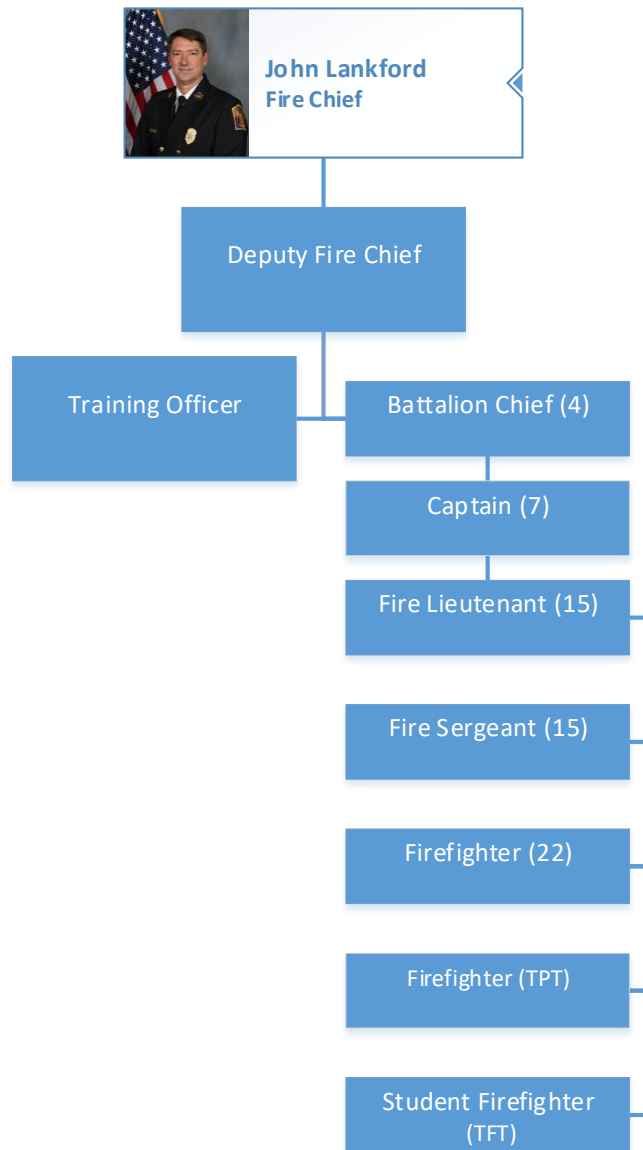 John Lankford
Fire Chief
Deputy Fire Chief
Training Officer
Battalion Chief (4)
Captain (7)
Fire Lieutenant (15)
Fire Sergeant (15)
Firefighter (22)
Firefighter (TPT)
Student Firefighter
(TFT)